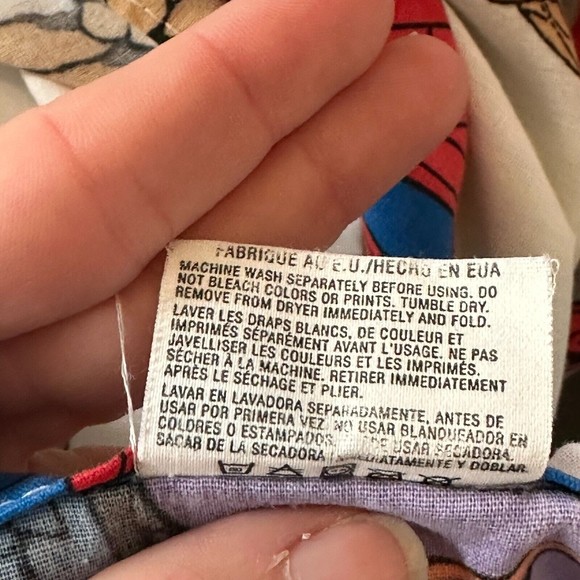 FABRIQUE AU E.U./HECHO EN EUA
MACHINE WASH SEPARATELY BEFORE USING. DO
NOT BLEACH COLORS OR PRINTS. TUMBLE DRY.
REMOVE FROM DRYER IMMEDIATELY AND FOLD.
LAVER LES DRAPS BLANCS, DE COULEUR ET
IMPRIMÉS SÉPARÉMENT AVANT L'USAGE. NE PAS
JAVELLISER LES COULEURS ET LES IMPRIMÉS.
SÉCHER À LA MACHINE. RETIRER IMMEDIATEMENT
APRÈS LE SÉCHAGE ET PLIER.
LAVAR EN LAVADORA SEPARADAMENTE, ANTES DE
USAR POR PRIMERA VEZ. NO USAR BLANQUEADOR EN
COLORES O ESTAMPADOS. DE USAR SECADORA.
SACAR DE LA SECADORA DIATAMENTE Y DOBLAR.